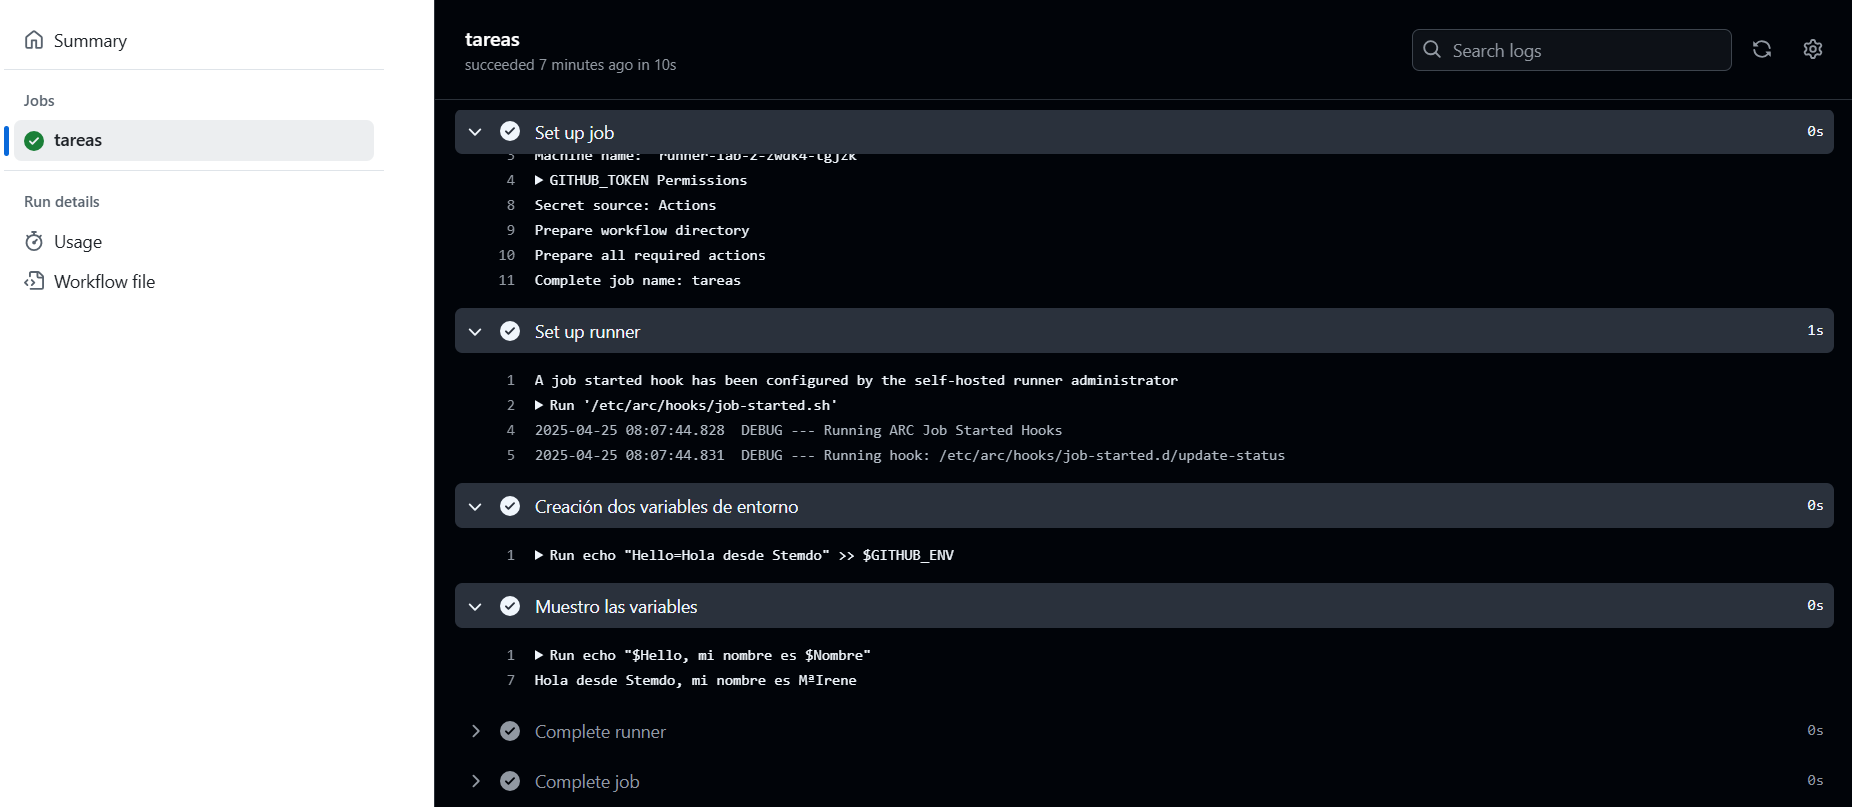 Summary
Jobs
tareas
Run details
Usage
Workflow file
tareas
succeeded 7 minutes ago in 10s
Search logs
Set up job 0s
3 Machine name: 'runner-lab-2-zwdk4-tgjzk'
4 GITHUB_TOKEN Permissions
8 Secret source: Actions
9 Prepare workflow directory
10 Prepare all required actions
11 Complete job name: tareas
Set up runner 1s
1 A job started hook has been configured by the self-hosted runner administrator
2 Run '/etc/arc/hooks/job-started.sh'
4 2025-04-25 08:07:44.828 DEBUG --- Running ARC Job Started Hooks
5 2025-04-25 08:07:44.831 DEBUG --- Running hook: /etc/arc/hooks/job-started.d/update-status
Creación dos variables de entorno 0s
1 Run echo "Hello=Hola desde Stemdo" >> $GITHUB_ENV
Muestro las variables 0s
1 Run echo "$Hello, mi nombre es $Nombre"
7 Hola desde Stemdo, mi nombre es MªIrene
Complete runner 0s
Complete job 0s